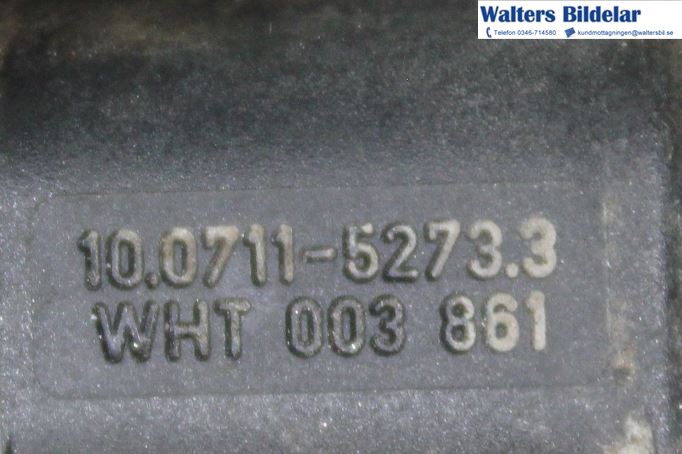 Walters Bildelar
Telefon 0346-714580 kundmottagningen@waltersbil.se
10.0711-5273.3
WHT 003 861